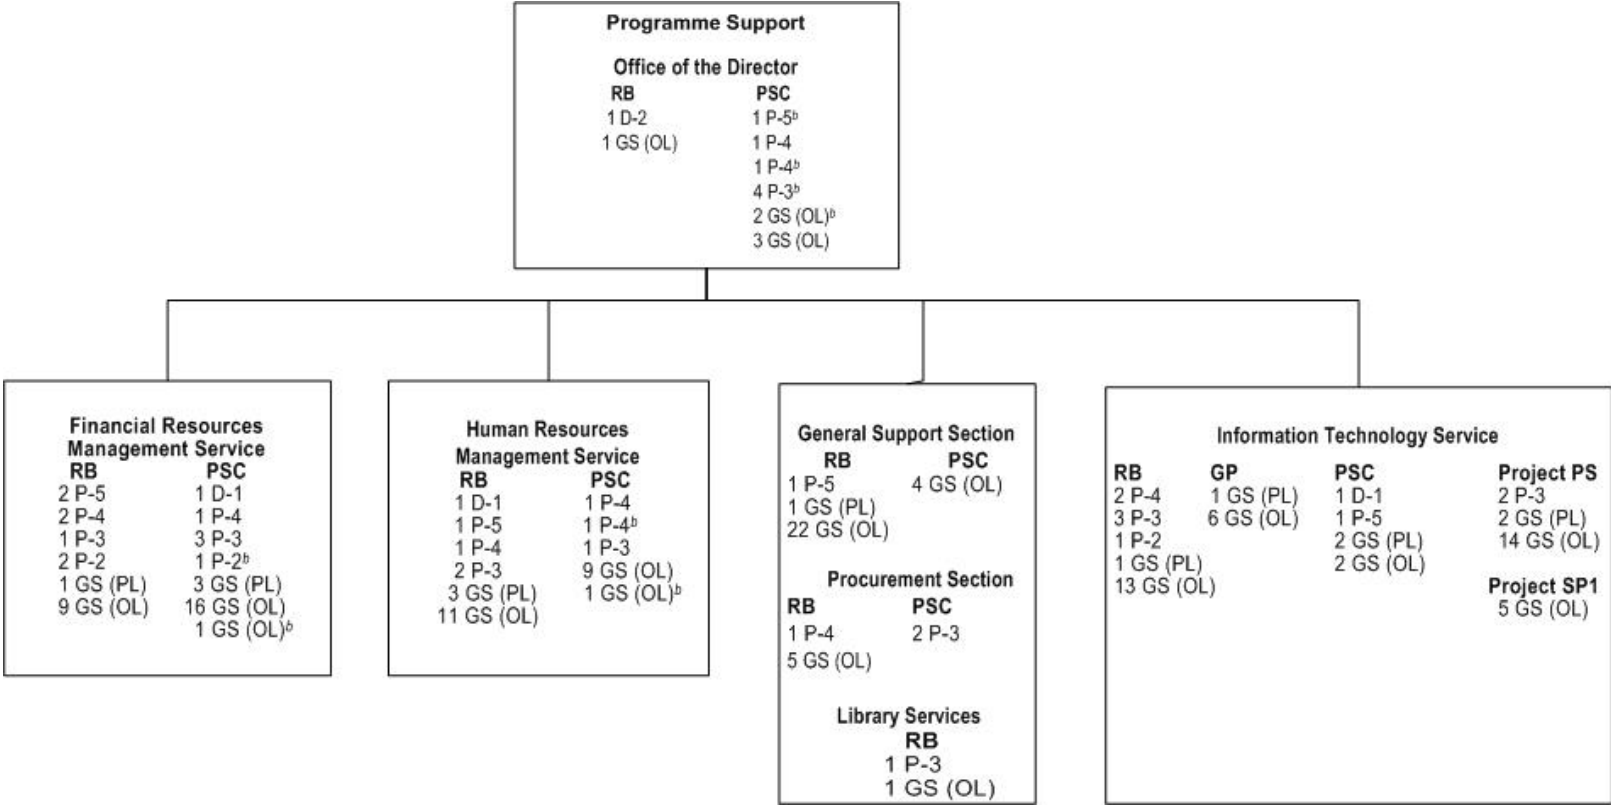 Programme Support
Office of the Director
RB PSC
1 D-2 1 P-5ᵇ
1 GS (OL) 1 P-4
1 P-4ᵇ
4 P-3ᵇ
2 GS (OL)ᵇ
3 GS (OL)
Financial Resources
Management Service
RB PSC
2 P-5 1 D-1
2 P-4 1 P-4
1 P-3 3 P-3
2 P-2 1 P-2ᵇ
1 GS (PL) 3 GS (PL)
9 GS (OL) 16 GS (OL)
1 GS (OL)ᵇ
Human Resources
Management Service
RB PSC
1 D-1 1 P-4
1 P-5 1 P-4ᵇ
1 P-4 1 P-3
2 P-3 9 GS (OL)
3 GS (PL) 1 GS (OL)ᵇ
11 GS (OL)
General Support Section
RB PSC
1 P-5 4 GS (OL)
1 GS (PL)
22 GS (OL)
Procurement Section
RB PSC
1 P-4 2 P-3
5 GS (OL)
Library Services
RB
1 P-3
1 GS (OL)
Information Technology Service
RB GP PSC Project PS
2 P-4 1 GS (PL) 1 D-1 2 P-3
3 P-3 6 GS (OL) 1 P-5 2 GS (PL)
1 P-2 2 GS (PL) 14 GS (OL)
1 GS (PL) 2 GS (OL)
13 GS (OL) Project SP1
5 GS (OL)